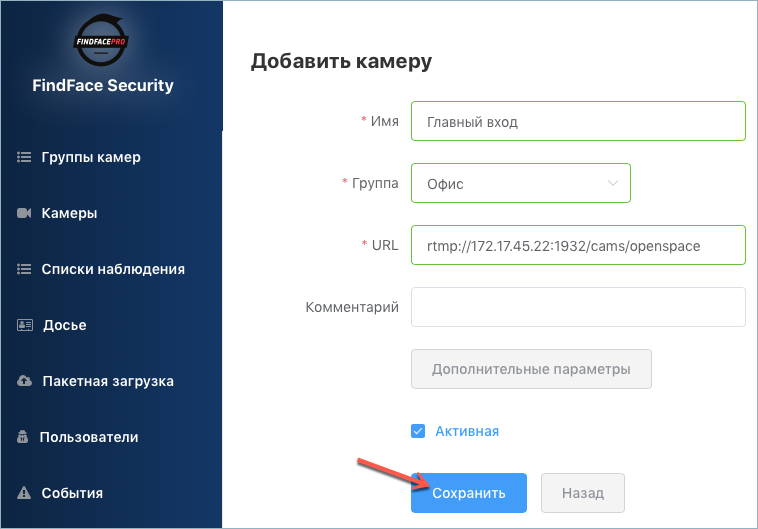 FINDFACEPRO
FindFace Security
Группы камер
Камеры
Списки наблюдения
Досье
Пакетная загрузка
Пользователи
События
Добавить камеру
* Имя
Главный вход
* Группа
Офис
* URL
rtmp://172.17.45.22:1932/cams/openspace
Комментарий
Дополнительные параметры
Активная
Сохранить
Назад